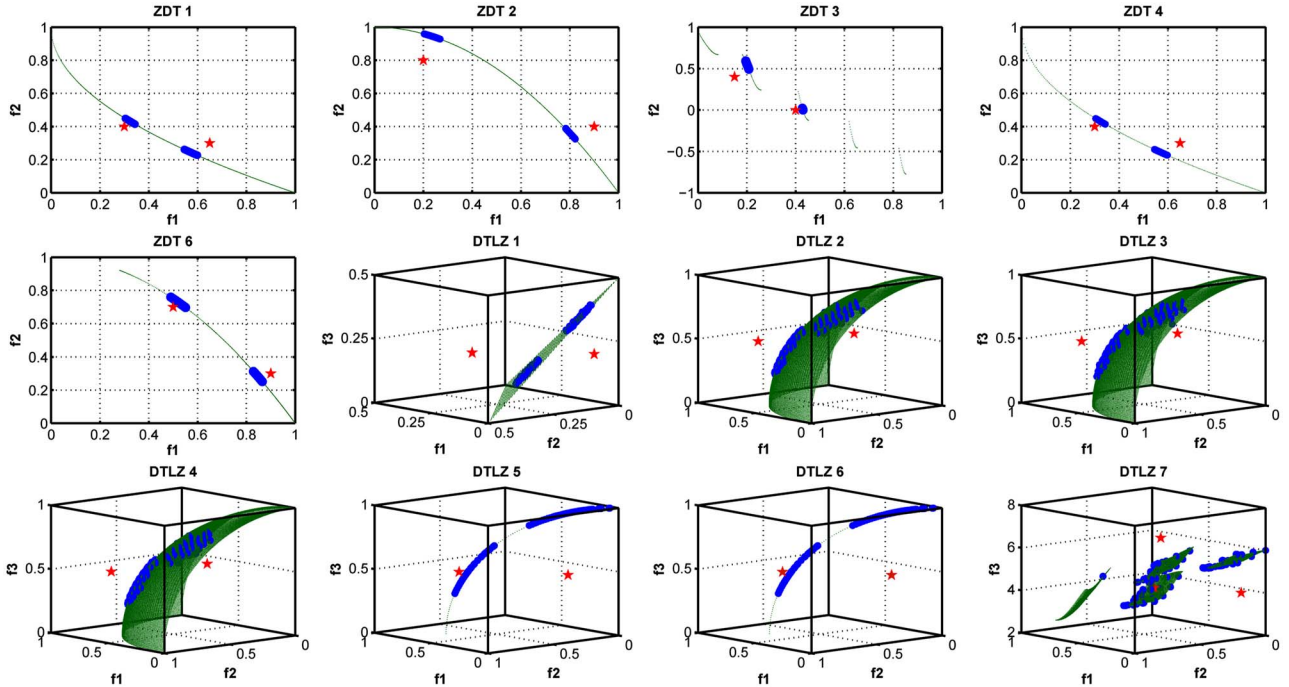 ZDT 1
1
0.8
0.6
0.4
0.2
0
0 0.2 0.4 0.6 0.8 1
f2
f1
ZDT 2
1
0.8
0.6
0.4
0.2
0
0 0.2 0.4 0.6 0.8 1
f2
f1
ZDT 3
1
0.5
0
−0.5
−1
0 0.2 0.4 0.6 0.8 1
f2
f1
ZDT 4
1
0.8
0.6
0.4
0.2
0
0 0.2 0.4 0.6 0.8 1
f2
f1
ZDT 6
1
0.8
0.6
0.4
0.2
0
0 0.2 0.4 0.6 0.8 1
f2
f1
DTLZ 1
0.5
0.25
0
0.5 0.25 0 0.5 0.25 0
f3
f1 f2
DTLZ 2
1
0.5
0
1 0.5 0 1 0.5 0
f3
f1 f2
DTLZ 3
1
0.5
0
1 0.5 0 1 0.5 0
f3
f1 f2
DTLZ 4
1
0.5
0
0.5 0 1 0.5 0
f3
f1 f2
DTLZ 5
1
0.5
0
0.5 0 1 0.5 0
f3
f1 f2
DTLZ 6
1
0.5
0
0.5 0 1 0.5 0
f3
f1 f2
DTLZ 7
8
6
4
2
1 0.5 0 1 0.5 0
f3
f1 f2